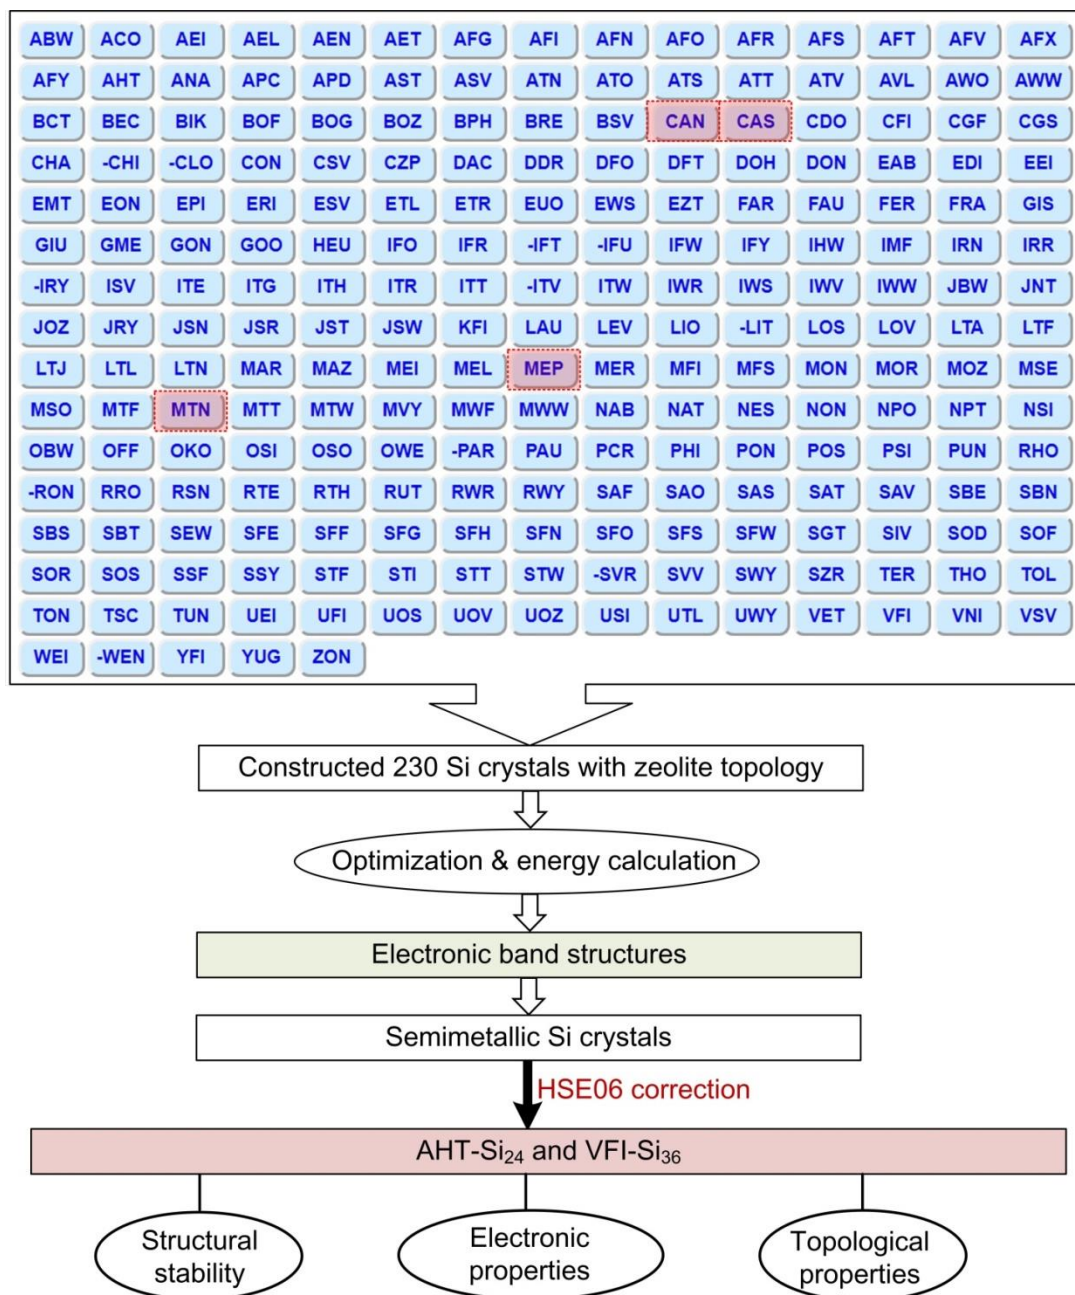 ABW ACO AEI AEL AEN AET AFG AFI AFN AFO AFR AFS AFT AFV AFX
AFY AHT ANA APC APD AST ASV ATN ATO ATS ATT ATV AVL AWO AWW
BCT BEC BIK BOF BOG BOZ BPH BRE BSV CAN CAS CDO CFI CGF CGS
CHA -CHI -CLO CON CSV CZP DAC DDR DFO DFT DOH DON EAB EDI EEI
EMT EON EPI ERI ESV ETL ETR EUO EWS EZT FAR FAU FER FRA GIS
GIU GME GON GOO HEU IFO IFR -IFT -IFU IFW IFY IHW IMF IRN IRR
-IRY ISV ITE ITG ITH ITR ITT -ITV ITW IWR IWS IWV IWW JBW JNT
JOZ JRY JSN JSR JST JSW KFI LAU LEV LIO -LIT LOS LOV LTA LTF
LTJ LTL LTN MAR MAZ MEI MEL MEP MER MFI MFS MON MOR MOZ MSE
MSO MTF MTN MTT MTW MVY MWF MWW NAB NAT NES NON NPO NPT NSI
OBW OFF OKO OSI OSO OWE -PAR PAU PCR PHI PON POS PSI PUN RHO
-RON RRO RSN RTE RTH RUT RWR RWY SAF SAO SAS SAT SAV SBE SBN
SBS SBT SEW SFE SFF SFG SFH SFN SFO SFS SFW SGT SIV SOD SOF
SOR SOS SSF SSY STF STI STT STW -SVR SVV SWY SZR TER THO TOL
TON TSC TUN UEI UFI UOS UOV UOZ USI UTL UWY VET VFI VNI VSV
WEI -WEN YFI YUG ZON
Constructed 230 Si crystals with zeolite topology
Optimization & energy calculation
Electronic band structures
Semimetallic Si crystals
HSE06 correction
AHT-Si₂₄ and VFI-Si₃₆
Structural
stability
Electronic
properties
Topological
properties